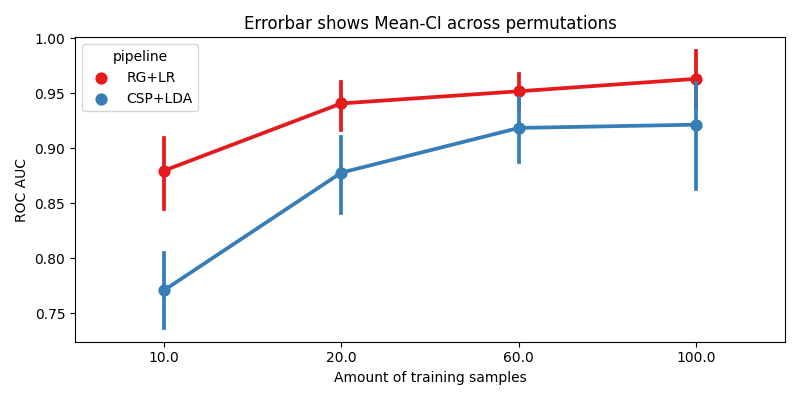 Errorbar shows Mean-CI across permutations
pipeline
RG+LR
CSP+LDA
ROC AUC
1.00
0.95
0.90
0.85
0.80
0.75
10.0 20.0 60.0 100.0
Amount of training samples